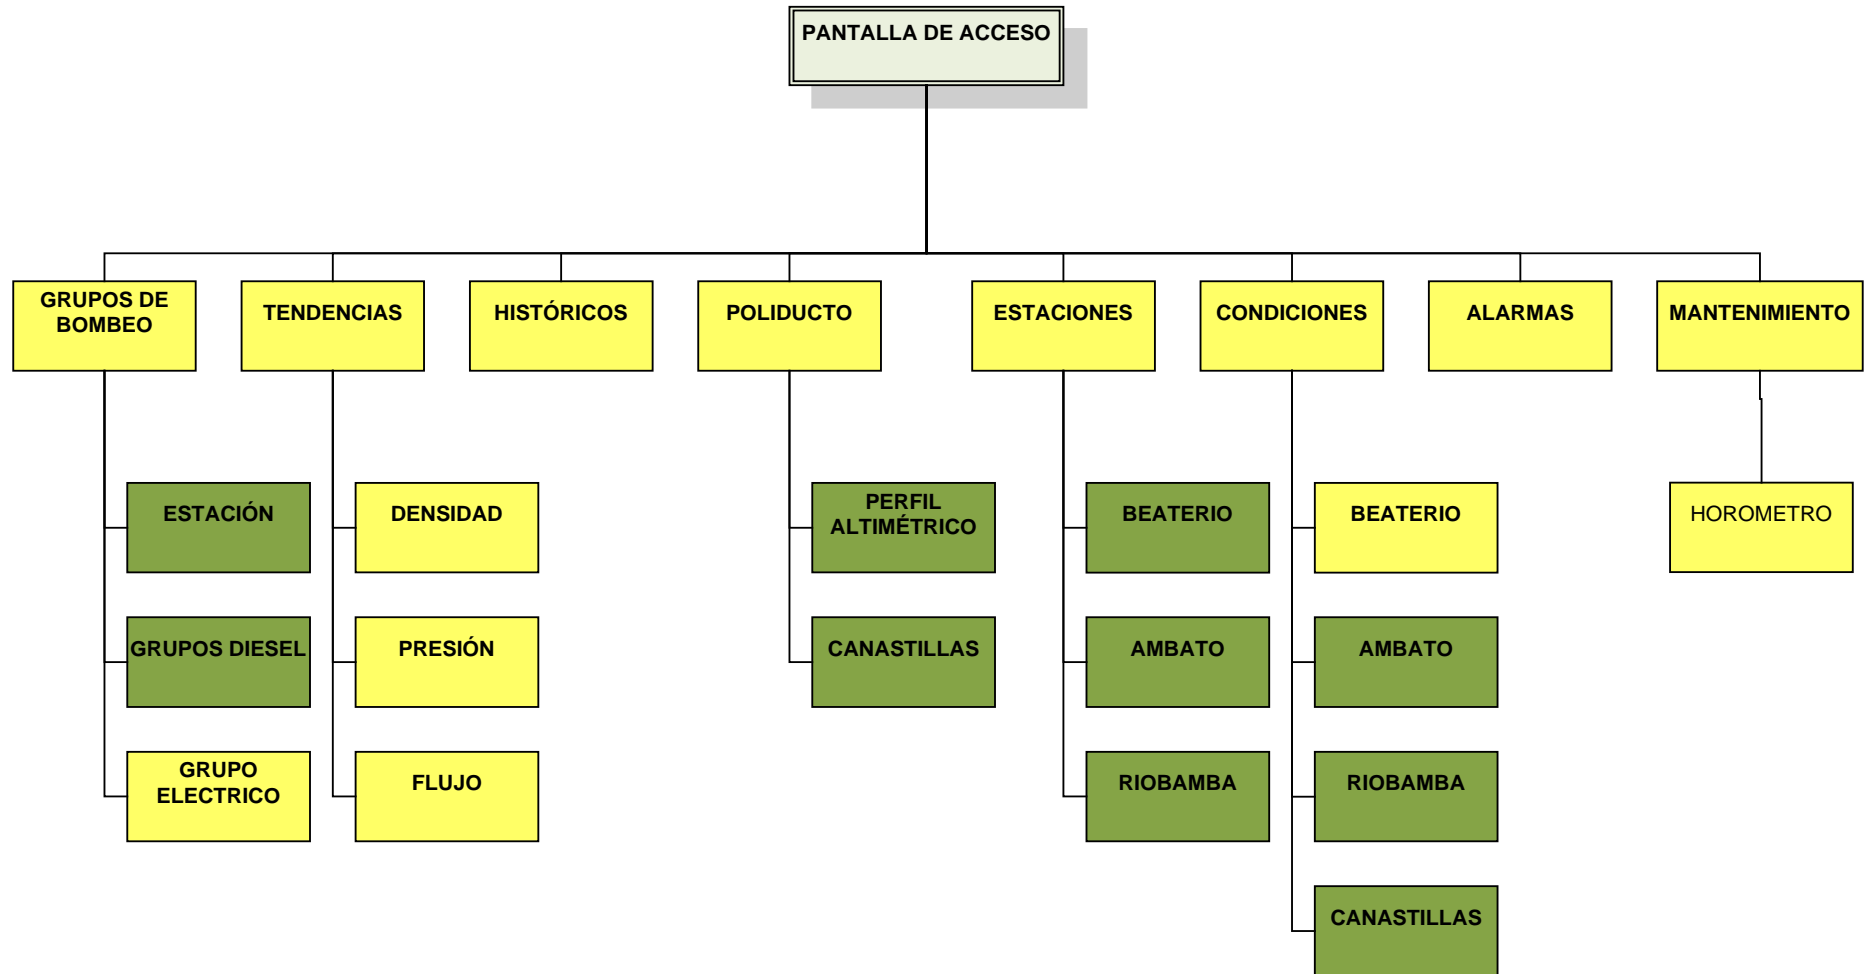 PANTALLA DE ACCESO
GRUPOS DE
BOMBEO
TENDENCIAS
HISTÓRICOS
POLIDUCTO
ESTACIONES
CONDICIONES
ALARMAS
MANTENIMIENTO
ESTACIÓN
DENSIDAD
PERFIL
ALTIMÉTRICO
BEATERIO
BEATERIO
HOROMETRO
GRUPOS DIESEL
PRESIÓN
CANASTILLAS
AMBATO
AMBATO
GRUPO
ELECTRICO
FLUJO
RIOBAMBA
RIOBAMBA
CANASTILLAS